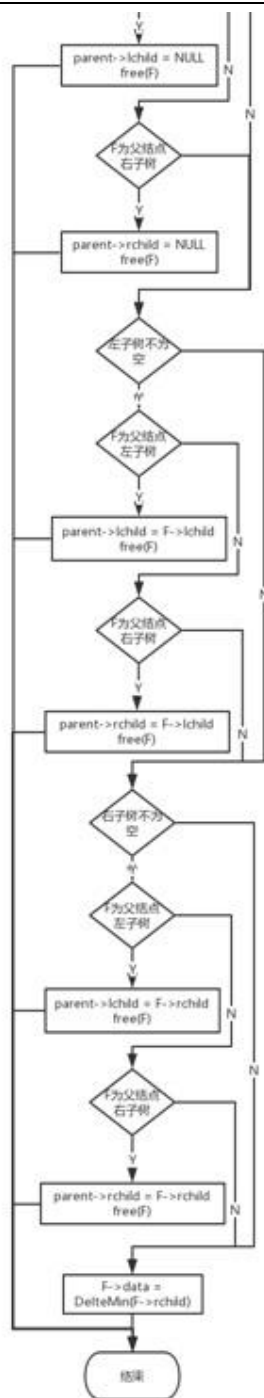 Y
parent->lchild = NULL
free(F)
N
N
F为父结点
右子树
Y
parent->rchild = NULL
free(F)
左子树不为
空
Y
F为父结点
左子树
Y
parent->lchild = F->lchild
free(F)
N
N
F为父结点
右子树
Y
parent->rchild = F->lchild
free(F)
N
右子树不为
空
Y
F为父结点
左子树
Y
parent->lchild = F->rchild
free(F)
N
N
F为父结点
右子树
Y
parent->rchild = F->rchild
free(F)
N
F->data =
DelteMin(F->rchild)
结束